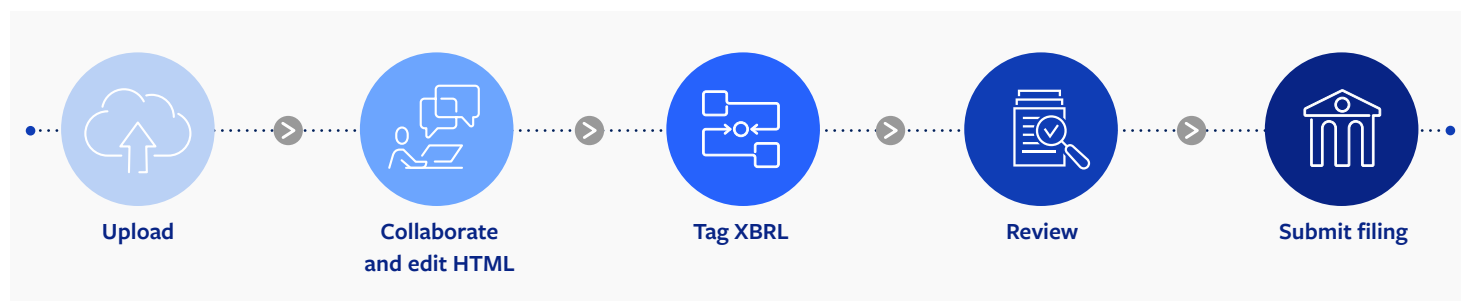 Upload
Collaborate
and edit HTML
Tag XBRL
Review
Submit filing